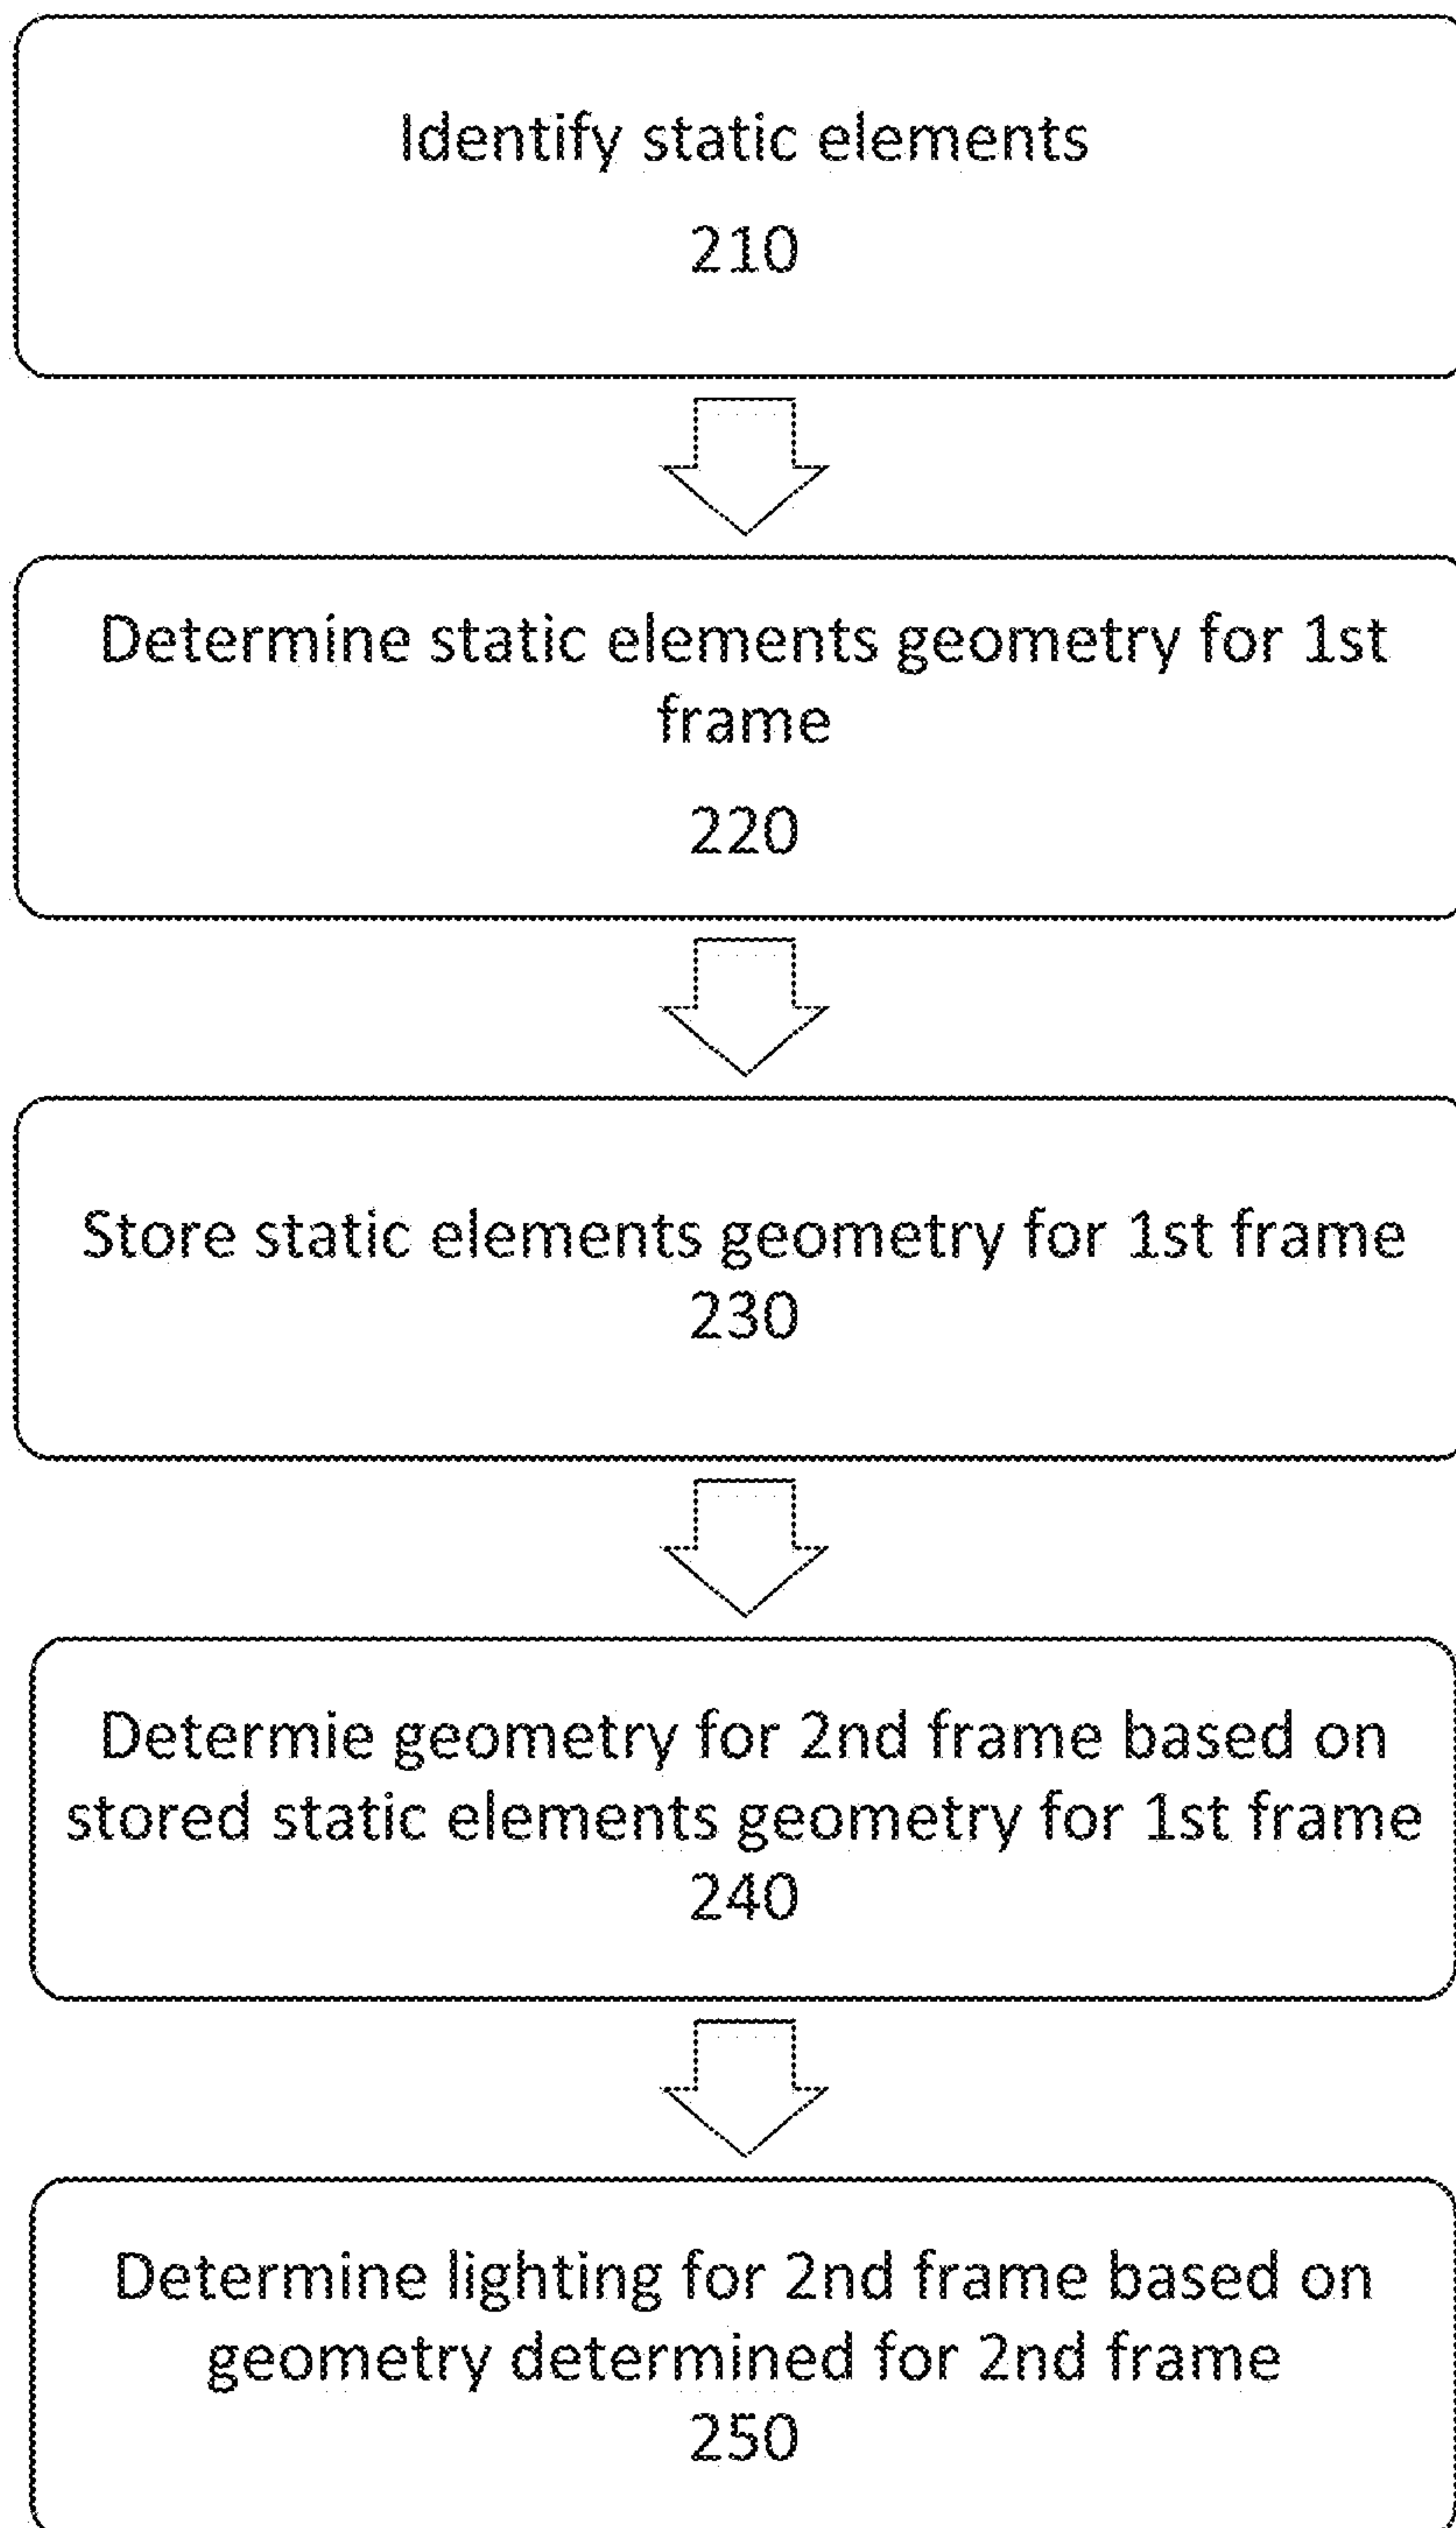 Identify static elements
210
Determine static elements geometry for 1st
frame
220
Store static elements geometry for 1st frame
230
Determie geometry for 2nd frame based on
stored static elements geometry for 1st frame
240
Determine lighting for 2nd frame based on
geometry determined for 2nd frame
250